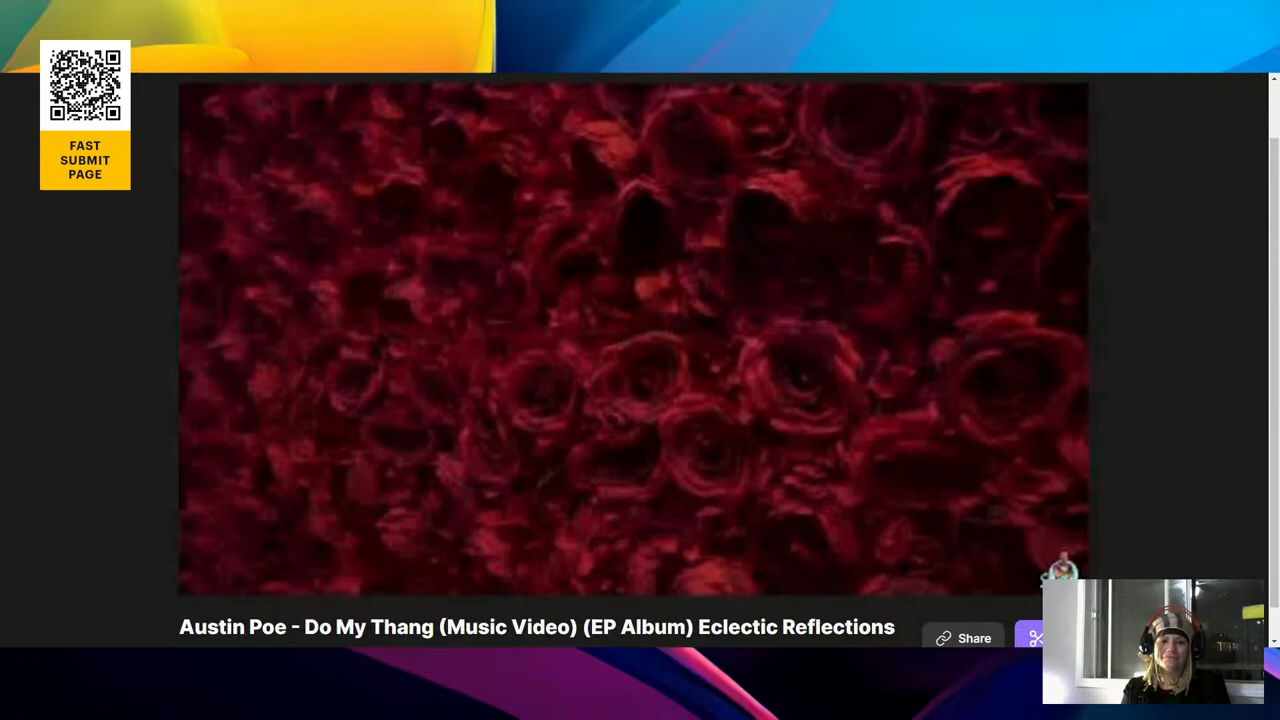 FAST
SUBMIT
PAGE
Austin Poe - Do My Thang (Music Video) (EP Album) Eclectic Reflections
Share